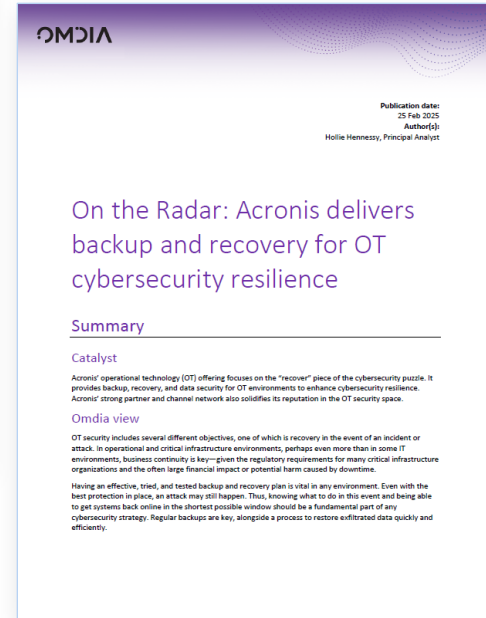 OMDIA
Publication date:
25 Feb 2025
Author(s):
Hollie Hennessy, Principal Analyst
On the Radar: Acronis delivers
backup and recovery for OT
cybersecurity resilience
Summary
Catalyst
Acronis’ operational technology (OT) offering focuses on the “recover” piece of the cybersecurity puzzle. It
provides backup, recovery, and data security for OT environments to enhance cybersecurity resilience.
Acronis’ strong partner and channel network also solidifies its reputation in the OT security space.
Omdia view
OT security includes several different objectives, one of which is recovery in the event of an incident or
attack. In operational and critical infrastructure environments, perhaps even more than in some IT
environments, business continuity is key—given the regulatory requirements for many critical infrastructure
organizations and the often large financial impact or potential harm caused by downtime.
Having an effective, tried, and tested backup and recovery plan is vital in any environment. Even with the
best protection in place, an attack may still happen. Thus, knowing what to do in this event and being able
to get systems back online in the shortest possible window should be a fundamental part of any
cybersecurity strategy. Regular backups are key, alongside a process to restore exfiltrated data quickly and
efficiently.